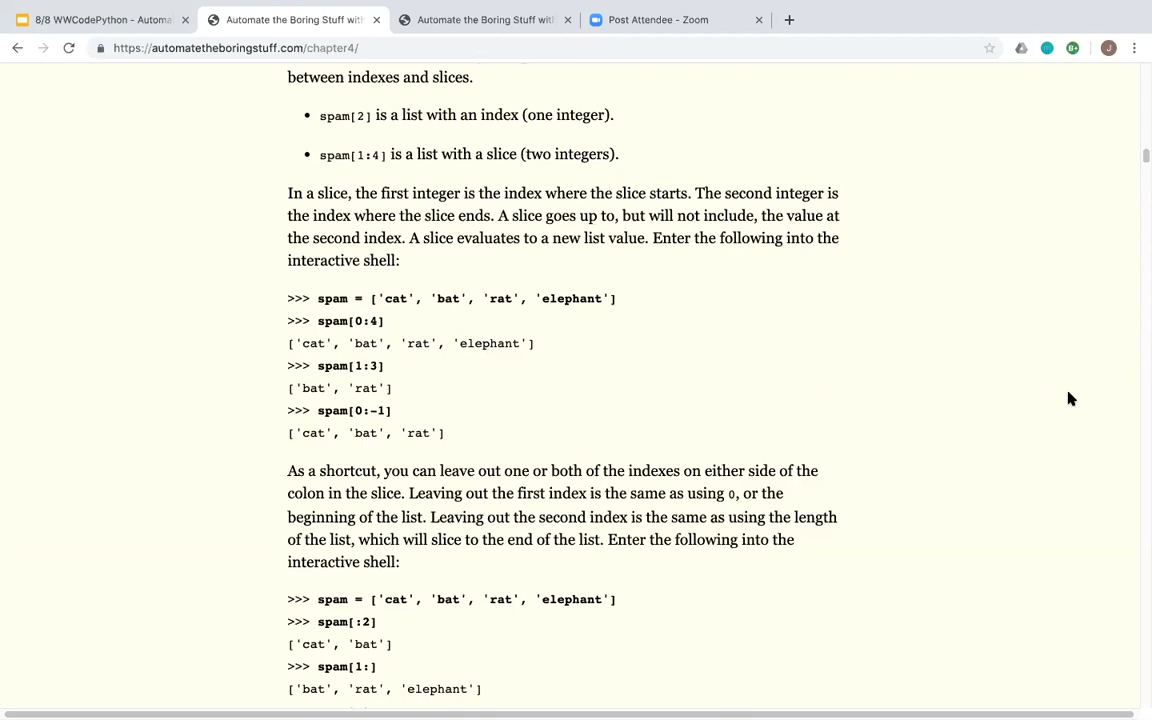 8/8 WWCodePython - Automa
Automate the Boring Stuff with
Automate the Boring Stuff with
Post Attendee - Zoom
https://automatetheboringstuff.com/chapter4/
G+
J
between indexes and slices.
• spam[2] is a list with an index (one integer).
• spam[1:4] is a list with a slice (two integers).
In a slice, the first integer is the index where the slice starts. The second integer is
the index where the slice ends. A slice goes up to, but will not include, the value at
the second index. A slice evaluates to a new list value. Enter the following into the
interactive shell:
>>> spam = ['cat', 'bat', 'rat', 'elephant']
>>> spam[0:4]
['cat', 'bat', 'rat', 'elephant']
>>> spam[1:3]
['bat', 'rat']
>>> spam[0:-1]
['cat', 'bat', 'rat']
As a shortcut, you can leave out one or both of the indexes on either side of the
colon in the slice. Leaving out the first index is the same as using 0, or the
beginning of the list. Leaving out the second index is the same as using the length
of the list, which will slice to the end of the list. Enter the following into the
interactive shell:
>>> spam = ['cat', 'bat', 'rat', 'elephant']
>>> spam[:2]
['cat', 'bat']
>>> spam[1:]
['bat', 'rat', 'elephant']